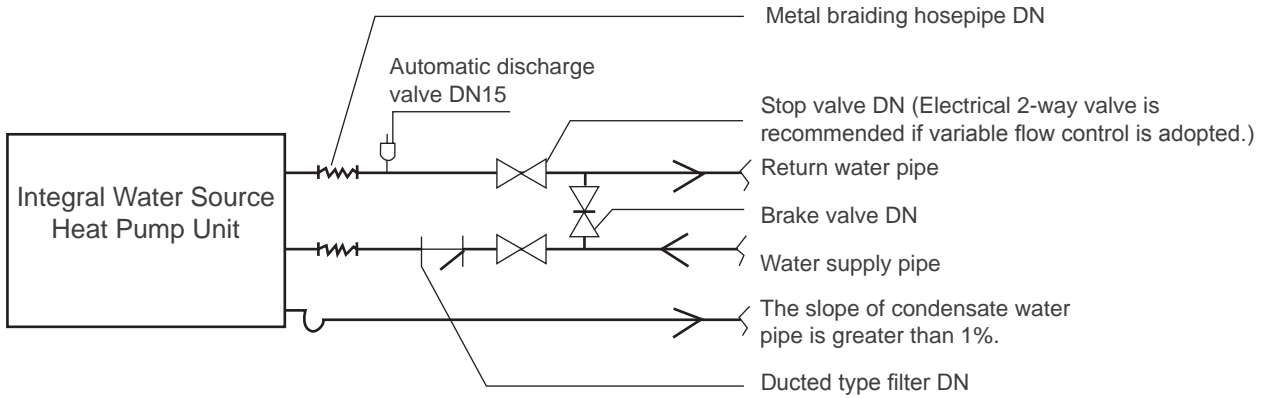 Metal braiding hosepipe DN
Automatic discharge
valve DN15
Stop valve DN (Electrical 2-way valve is
recommended if variable flow control is adopted.)
Return water pipe
Integral Water Source
Heat Pump Unit
Brake valve DN
Water supply pipe
The slope of condensate water
pipe is greater than 1%.
Ducted type filter DN